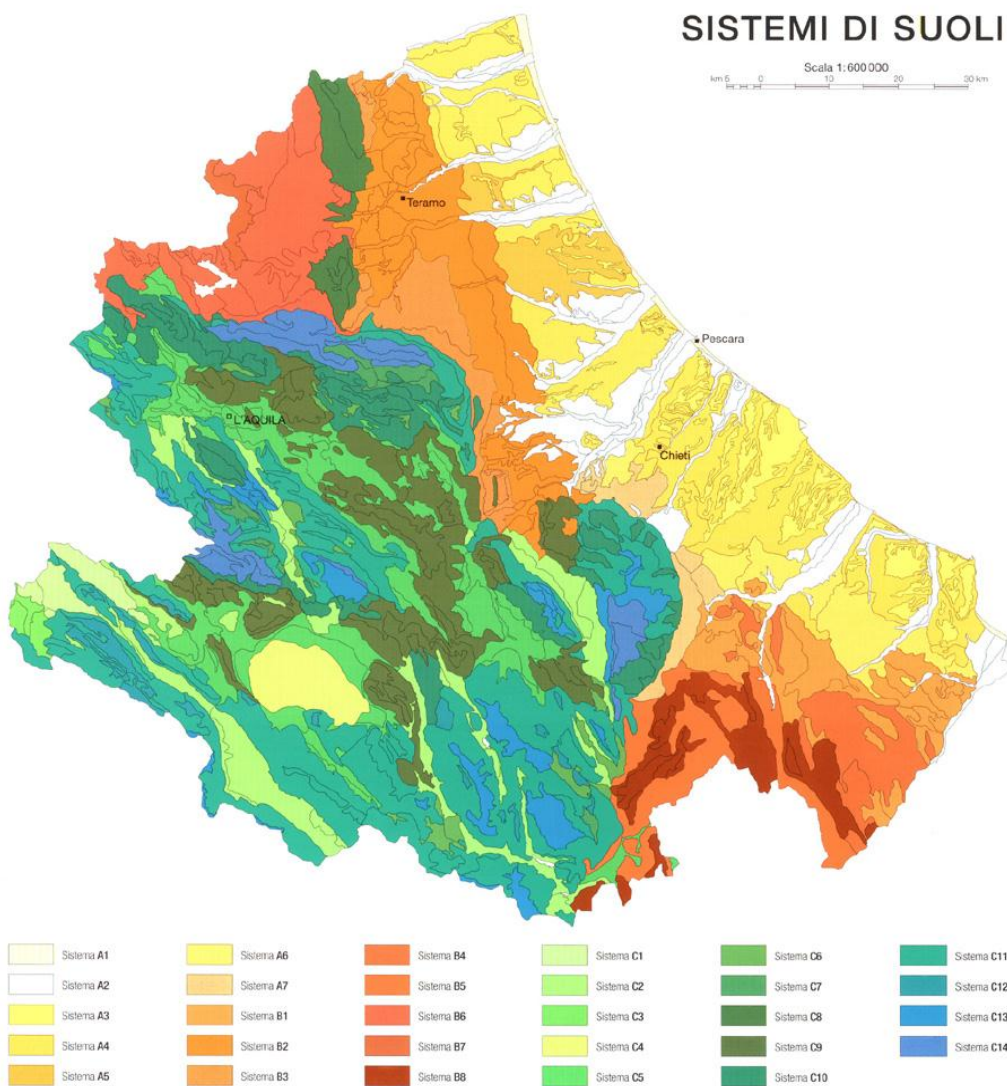 SISTEMI DI SUOLI
Scala 1:600 000
km 5 0 10 20 30 km
Teramo
Pescara
L'AQUILA
Chieti
Sistema A1
Sistema A2
Sistema A3
Sistema A4
Sistema A5
Sistema A6
Sistema A7
Sistema B1
Sistema B2
Sistema B3
Sistema B4
Sistema B5
Sistema B6
Sistema B7
Sistema B8
Sistema C1
Sistema C2
Sistema C3
Sistema C4
Sistema C5
Sistema C6
Sistema C7
Sistema C8
Sistema C9
Sistema C10
Sistema C11
Sistema C12
Sistema C13
Sistema C14